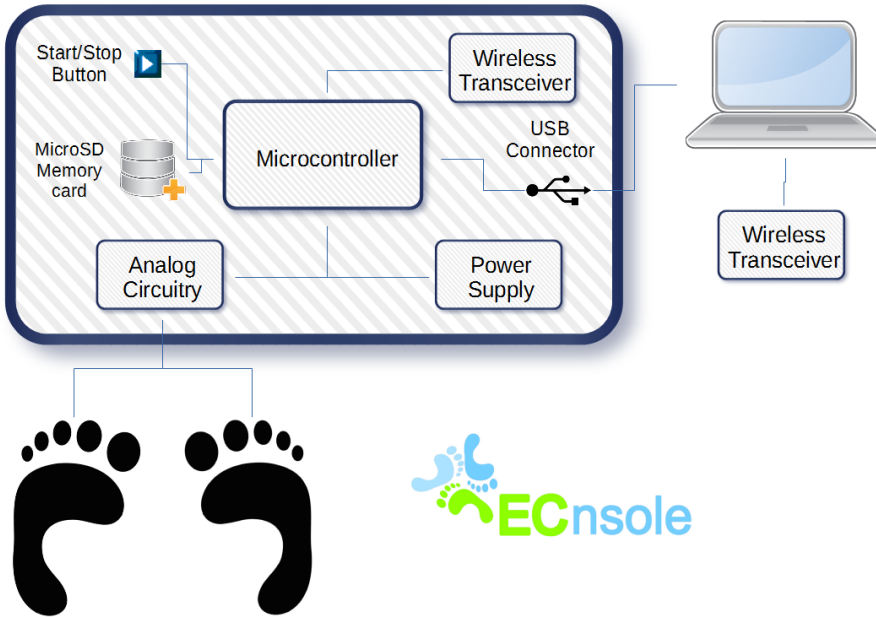 Start/Stop
Button
Wireless
Transceiver
MicroSD
Memory
card
Microcontroller
USB
Connector
Analog
Circuitry
Power
Supply
Wireless
Transceiver
ECnsole